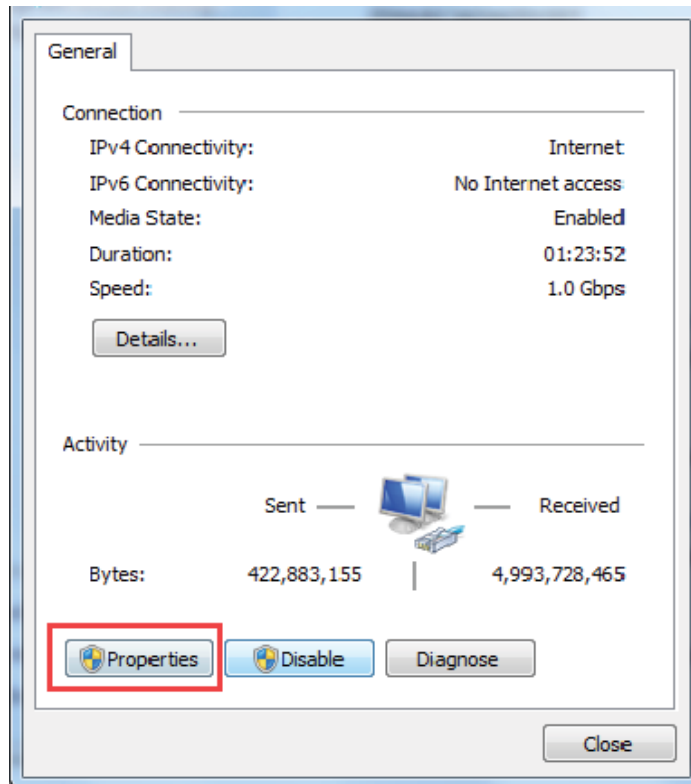 General
Connection
IPv4 Connectivity: Internet
IPv6 Connectivity: No Internet access
Media State: Enabled
Duration: 01:23:52
Speed: 1.0 Gbps
Details...
Activity
Sent Received
Bytes: 422,883,155 4,993,728,465
Properties Disable Diagnose
Close